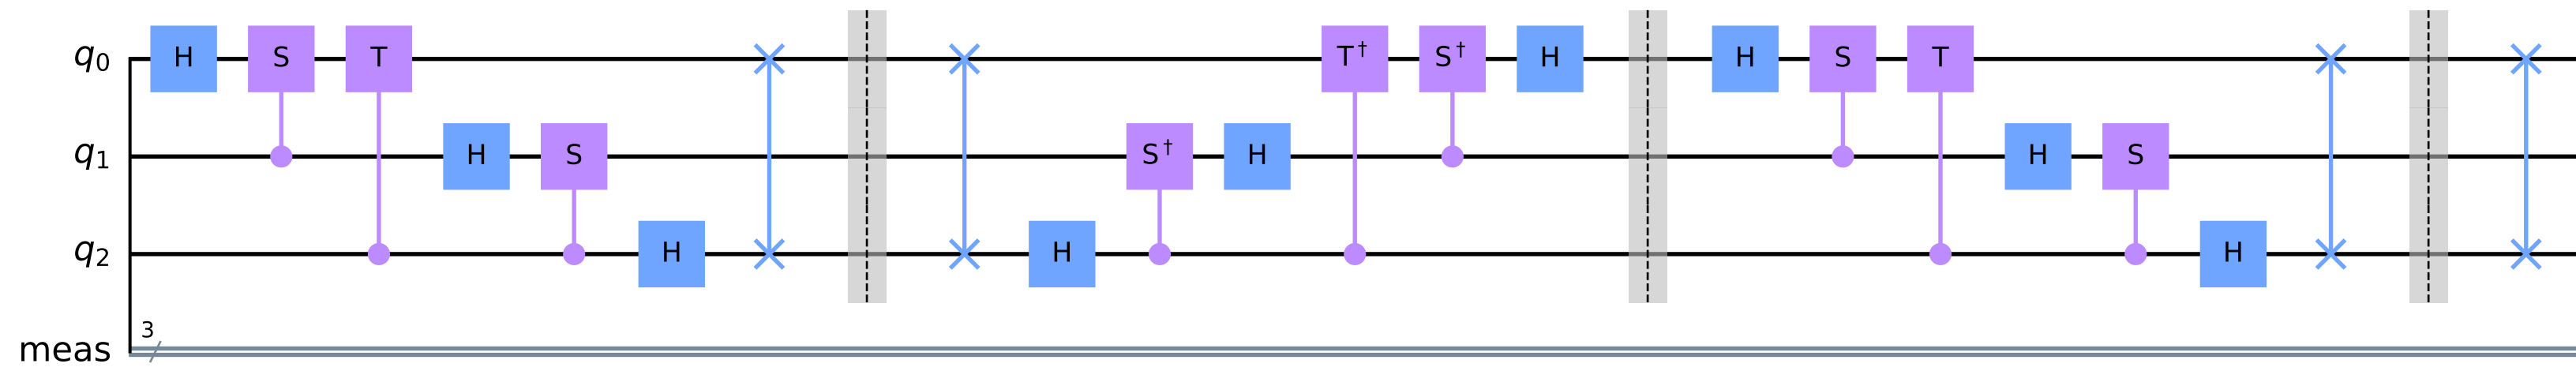 q0 H S T T† S† H H S T
q1 H S S† H H S
q2 H H H
3
meas